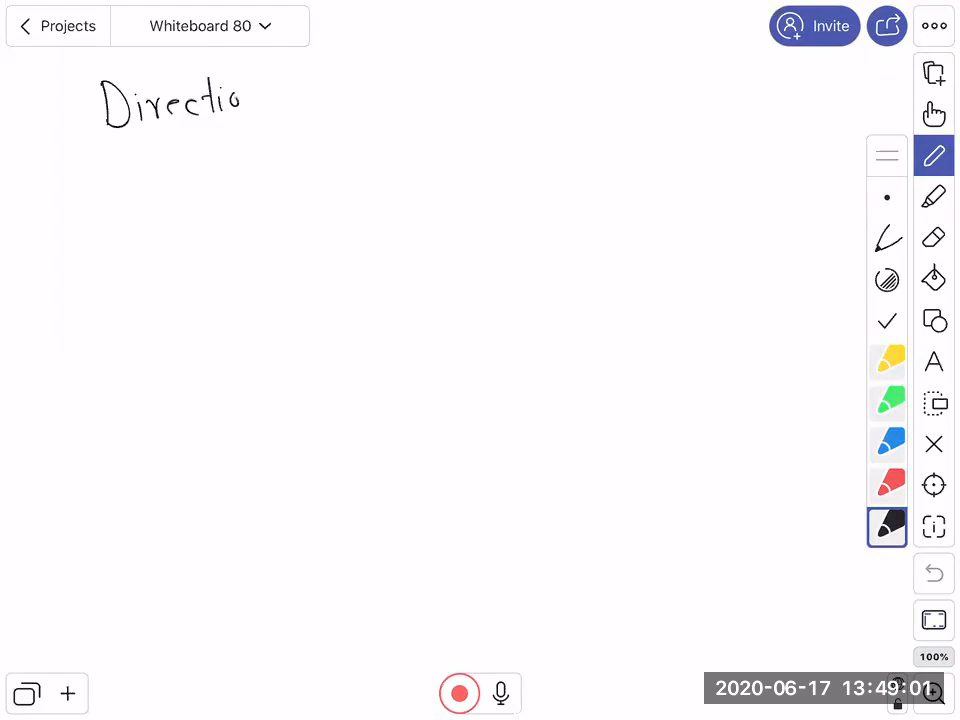 Projects
Whiteboard 80
Invite
Directio
A
100%
2020-06-17 13:49:01